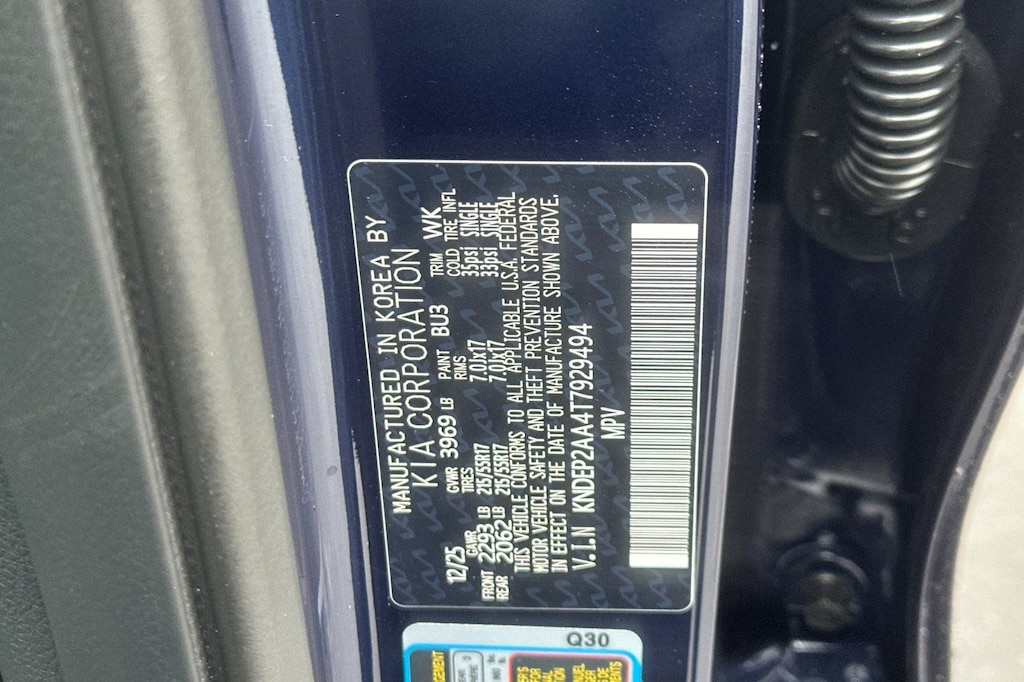 MANUFACTURED IN KOREA BY
KIA CORPORATION
12/25 GVWR 3969 LB PAINT BU3 TRIM WK
GAWR TIRES RIMS COLD TIRE INFL
FRONT 2293 LB 215/55R17 7.0Jx17 35psi SINGLE
REAR 2062 LB 215/55R17 7.0Jx17 33psi SINGLE
THIS VEHICLE CONFORMS TO ALL APPLICABLE U.S.A. FEDERAL
MOTOR VEHICLE SAFETY AND THEFT PREVENTION STANDARDS
IN EFFECT ON THE DATE OF MANUFACTURE SHOWN ABOVE.
V.I.N KNDEP2AA4T7929494
MPV
Q30